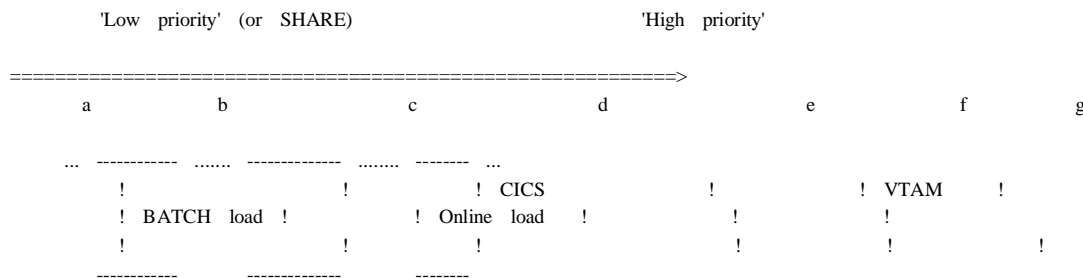 'Low priority' (or SHARE) 'High priority'
===========================================================>
a b c d e f g
... ------------ ....... -------------- ........ -------- ...
! ! ! CICS ! ! VTAM !
! BATCH load ! ! Online load ! ! !
! ! ! ! ! !
------------ -------------- --------